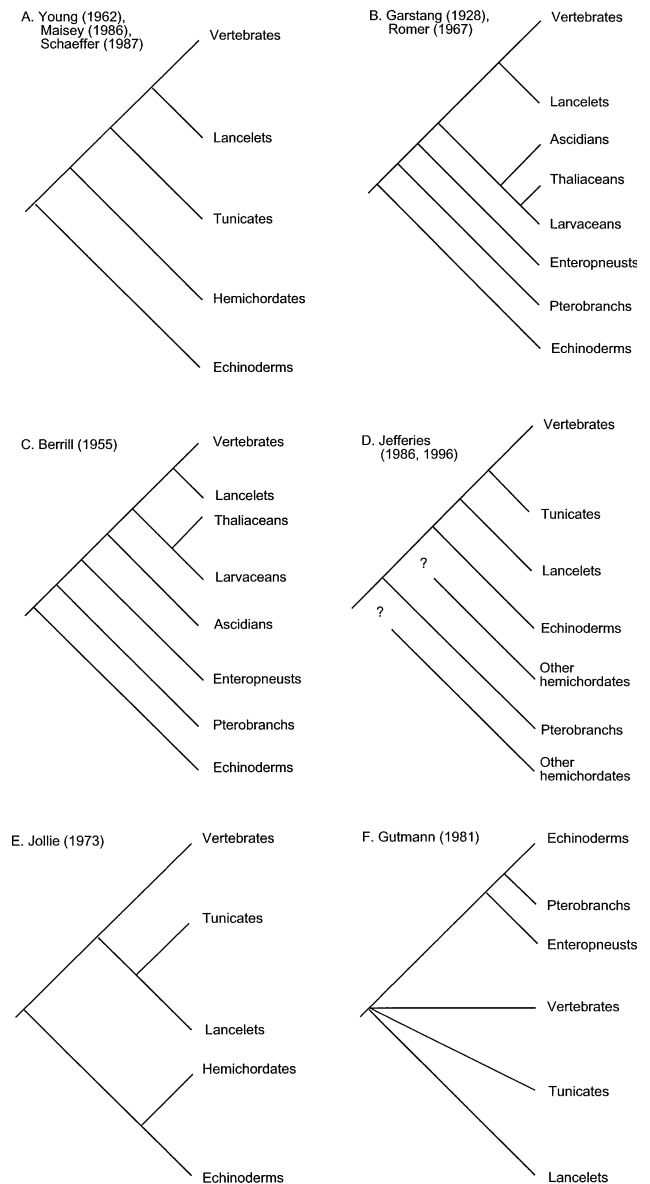 A. Young (1962),
Maisey (1986),
Schaeffer (1987)
Vertebrates
Lancelets
Tunicates
Hemichordates
Echinoderms
B. Garstang (1928),
Romer (1967)
Vertebrates
Lancelets
Ascidians
Thaliaceans
Larvaceans
Enteropneusts
Pterobranchs
Echinoderms
C. Berrill (1955)
Vertebrates
Lancelets
Thaliaceans
Larvaceans
Ascidians
Enteropneusts
Pterobranchs
Echinoderms
D. Jefferies
(1986, 1996)
Vertebrates
Tunicates
Lancelets
?
Echinoderms
?
Other
hemichordates
Pterobranchs
Other
hemichordates
E. Jollie (1973)
Vertebrates
Tunicates
Lancelets
Hemichordates
Echinoderms
F. Gutmann (1981)
Echinoderms
Pterobranchs
Enteropneusts
Vertebrates
Tunicates
Lancelets